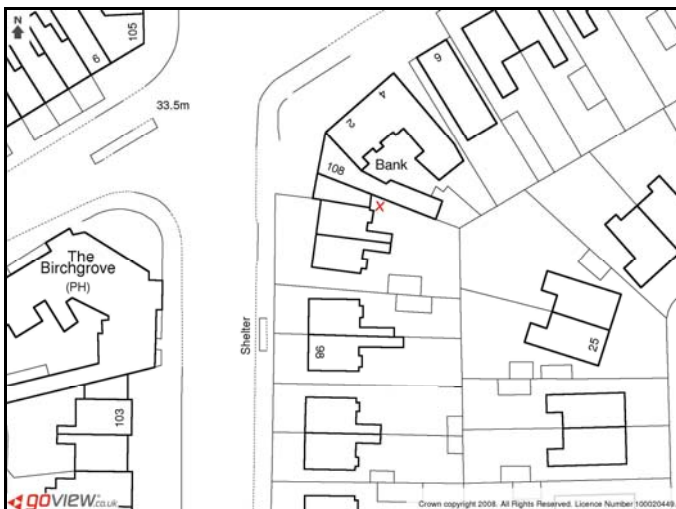 N
105
9
33.5m
6
4
2
Bank
108
X
The
Birchgrove
(PH)
Shelter
98
25
103
goview.co.uk
Crown copyright 2008. All Rights Reserved. Licence Number 100020449